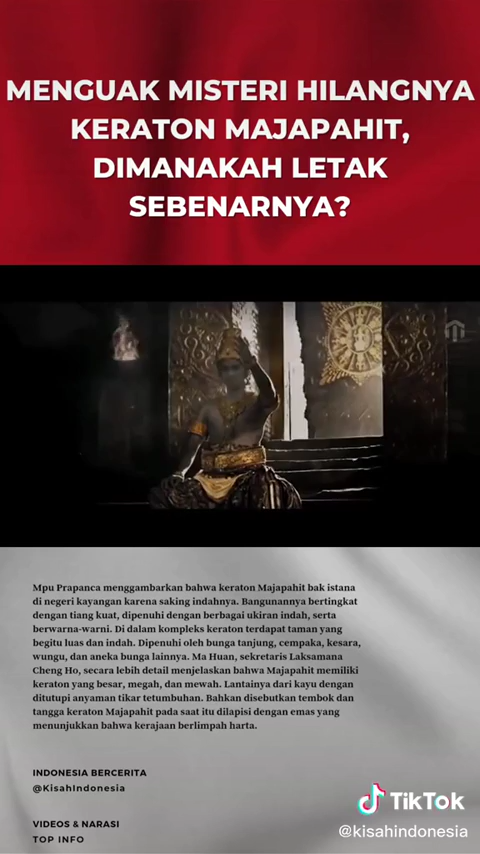 MENGUAK MISTERI HILANGNYA
KERATON MAJAPAHIT,
DIMANAKAH LETAK
SEBENARNYA?
Mpu Prapanca menggambarkan bahwa keraton Majapahit bak istana
di negeri kayangan karena saking indahnya. Bangunannya bertingkat
dengan tiang kuat, dipenuhi dengan berbagai ukiran indah, serta
berwarna-warni. Di dalam kompleks keraton terdapat taman yang
begitu luas dan indah. Dipenuhi oleh bunga tanjung, cempaka, kesara,
wungu, dan aneka bunga lainnya. Ma Huan, sekretaris Laksamana
Cheng Ho, secara lebih detail menjelaskan bahwa Majapahit memiliki
keraton yang besar, megah, dan mewah. Lantainya dari kayu dengan
ditutupi anyaman tikar tetumbuhan. Bahkan disebutkan tembok dan
tangga keraton Majapahit pada saat itu dilapisi dengan emas yang
menunjukkan bahwa kerajaan berlimpah harta.
INDONESIA BERCERITA
@KisahIndonesia
VIDEOS & NARASI
TOP INFO
TikTok
@kisahindonesia